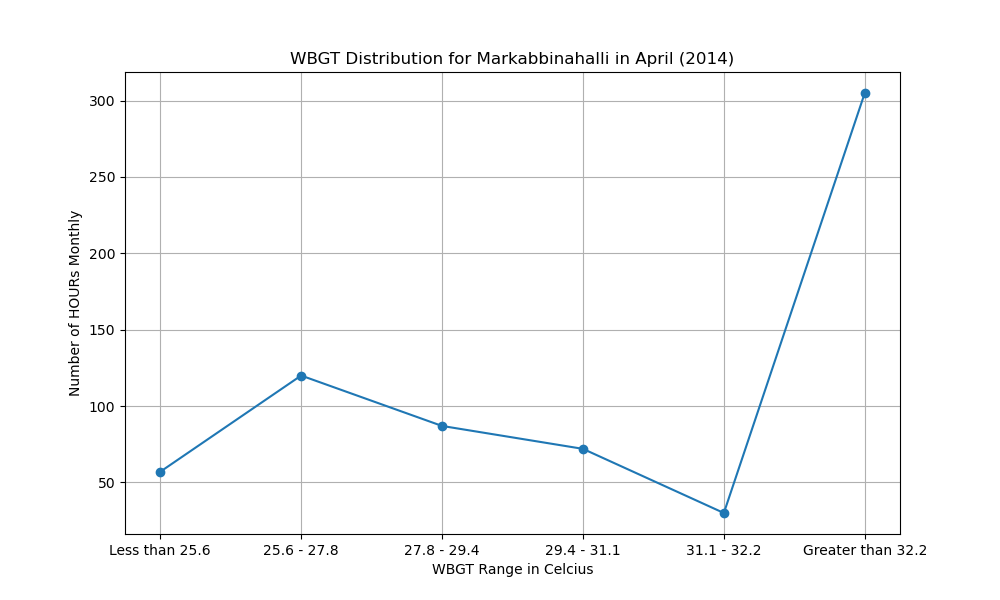 WBGT Distribution for Markabbinahalli in April (2014)
Number of HOURs Monthly
300
250
200
150
100
50
Less than 25.6
25.6 - 27.8
27.8 - 29.4
29.4 - 31.1
31.1 - 32.2
Greater than 32.2
WBGT Range in Celcius